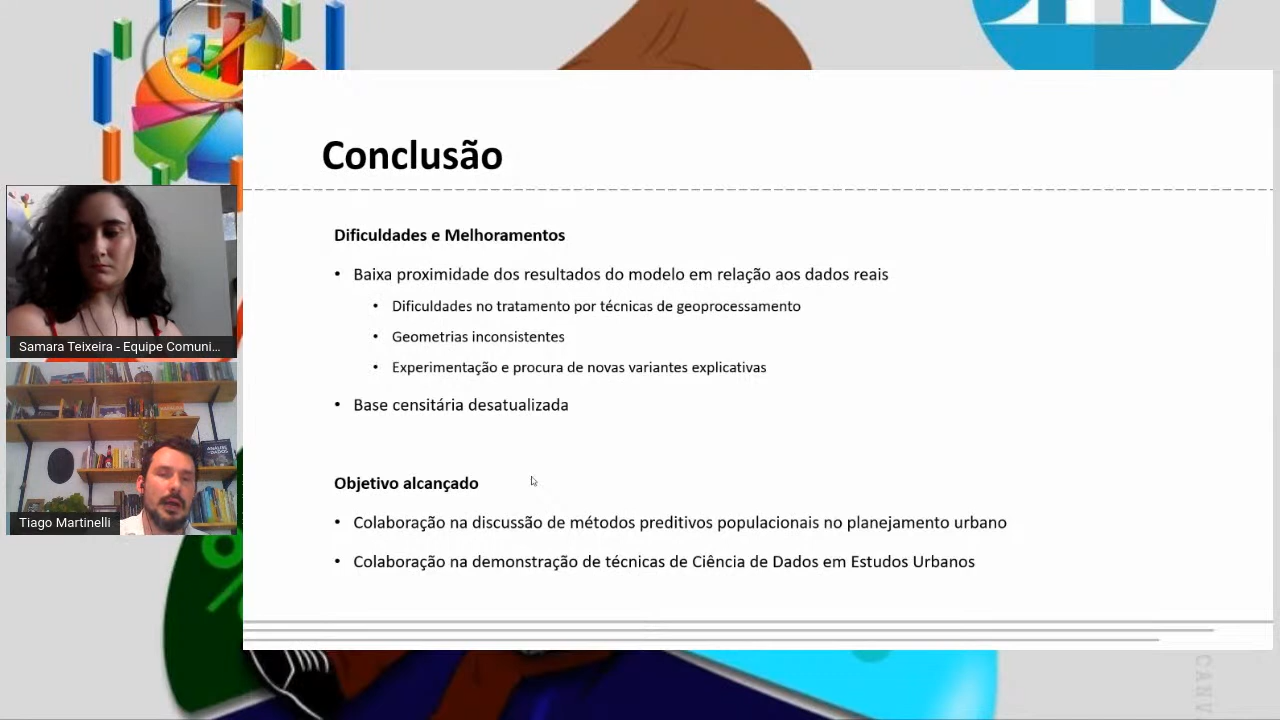 Conclusão
Dificuldades e Melhoramentos
• Baixa proximidade dos resultados do modelo em relação aos dados reais
• Dificuldades no tratamento por técnicas de geoprocessamento
• Geometrias inconsistentes
• Experimentação e procura de novas variantes explicativas
• Base censitária desatualizada
Objetivo alcançado
• Colaboração na discussão de métodos preditivos populacionais no planejamento urbano
• Colaboração na demonstração de técnicas de Ciência de Dados em Estudos Urbanos
Samara Teixeira - Equipe Comuni...
ANÁLISE
DADOS
Tiago Martinelli
%
CANV